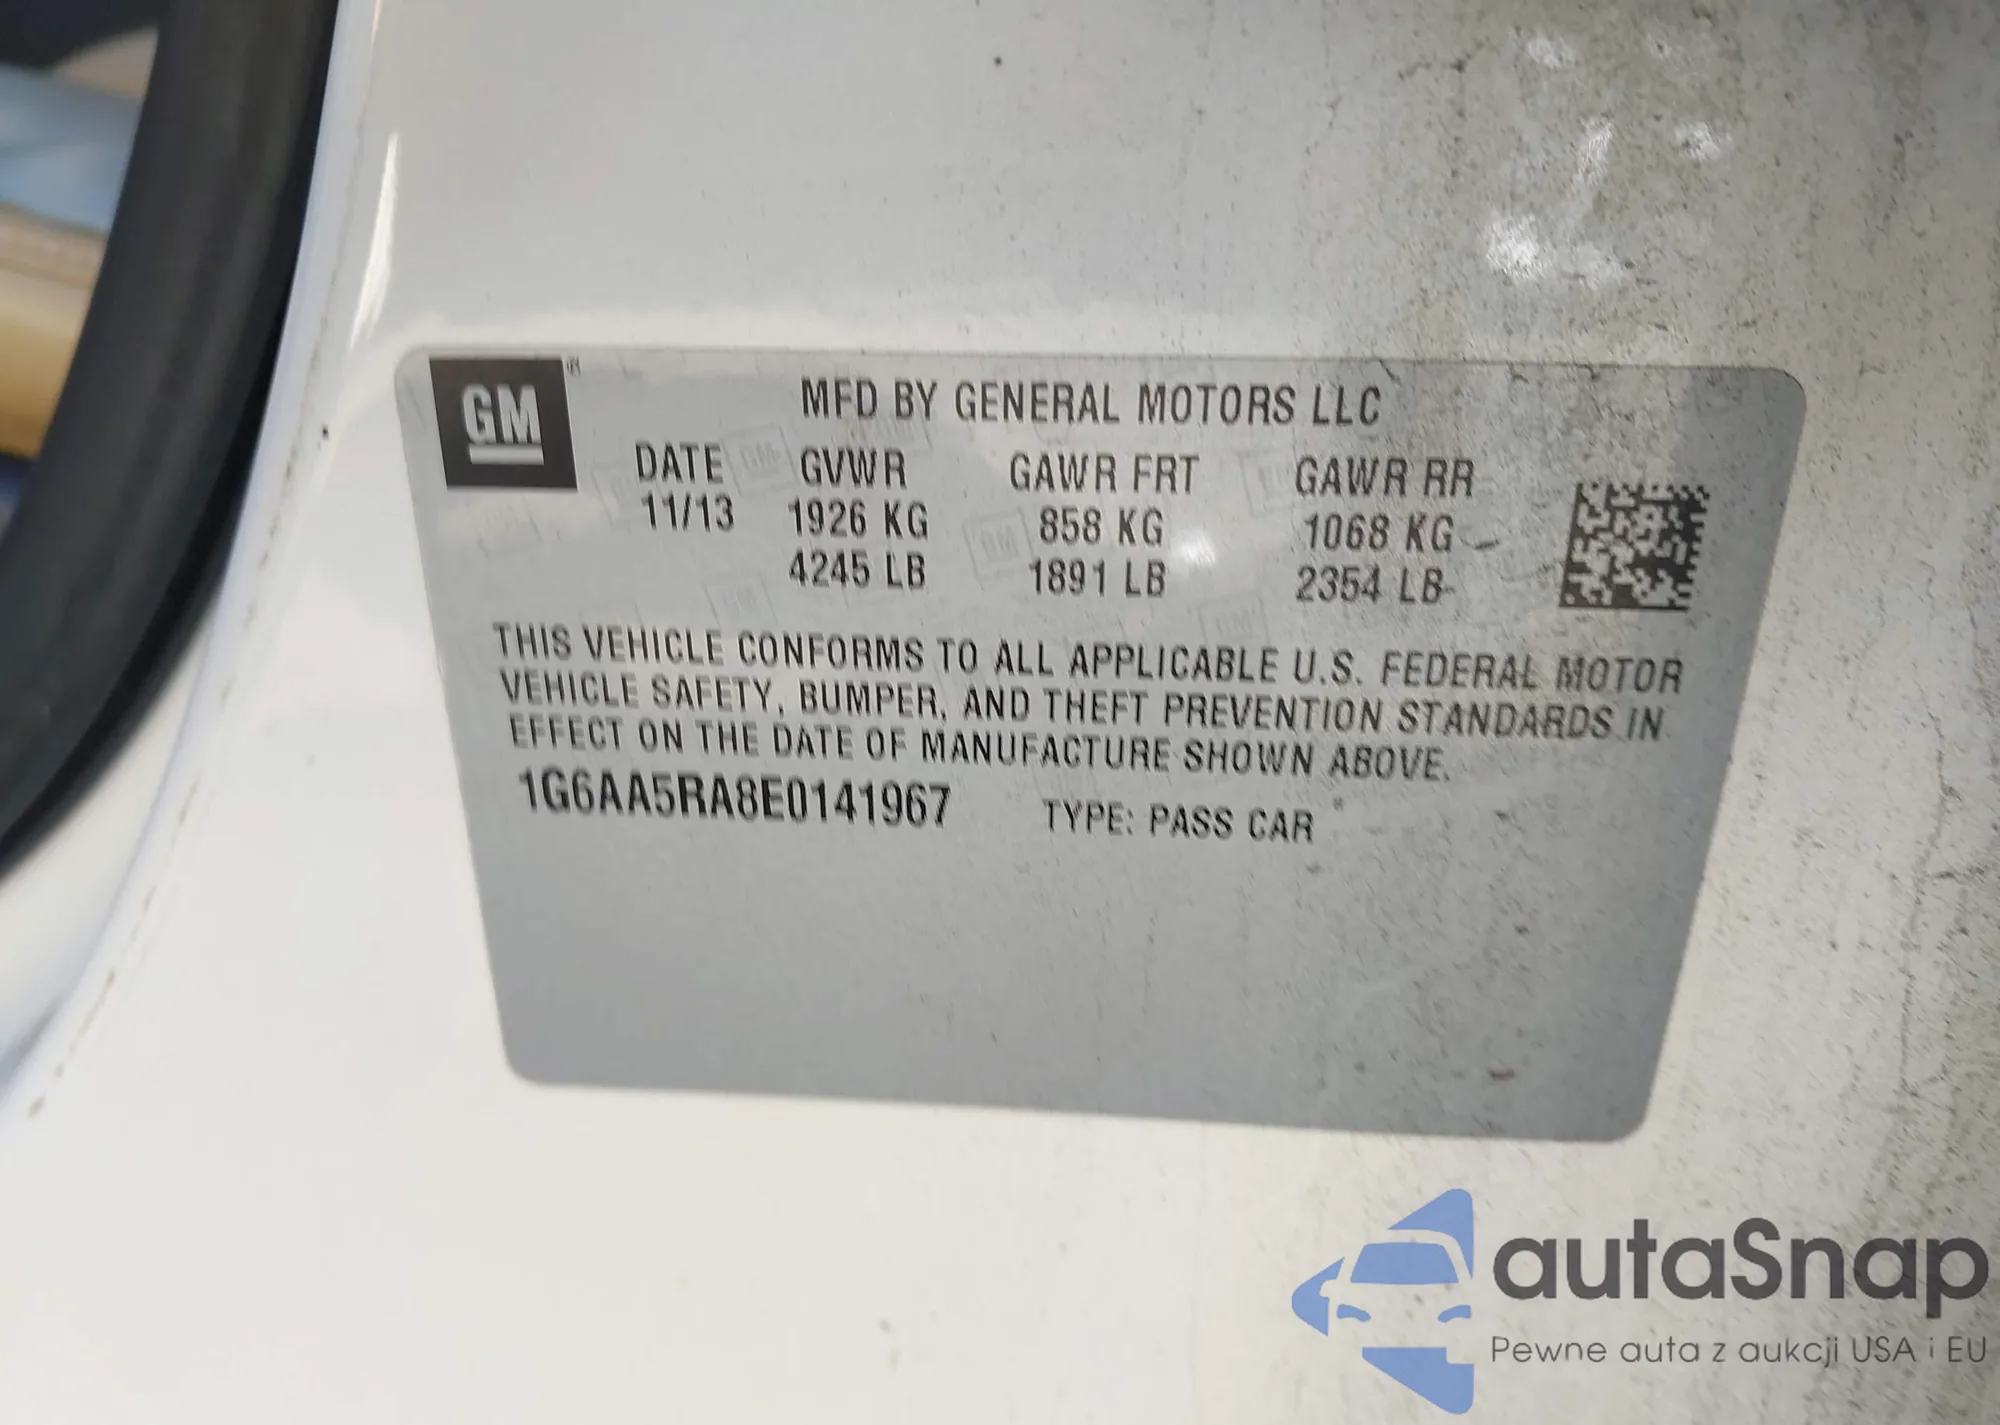 GM ®
MFD BY GENERAL MOTORS LLC
DATE GVWR GAWR FRT GAWR RR
11/13 1926 KG 858 KG 1068 KG
4245 LB 1891 LB 2354 LB
THIS VEHICLE CONFORMS TO ALL APPLICABLE U.S. FEDERAL MOTOR
VEHICLE SAFETY, BUMPER, AND THEFT PREVENTION STANDARDS IN
EFFECT ON THE DATE OF MANUFACTURE SHOWN ABOVE.
1G6AA5RA8E0141967 TYPE: PASS CAR
autaSnap
Pewne auta z aukcji USA i EU